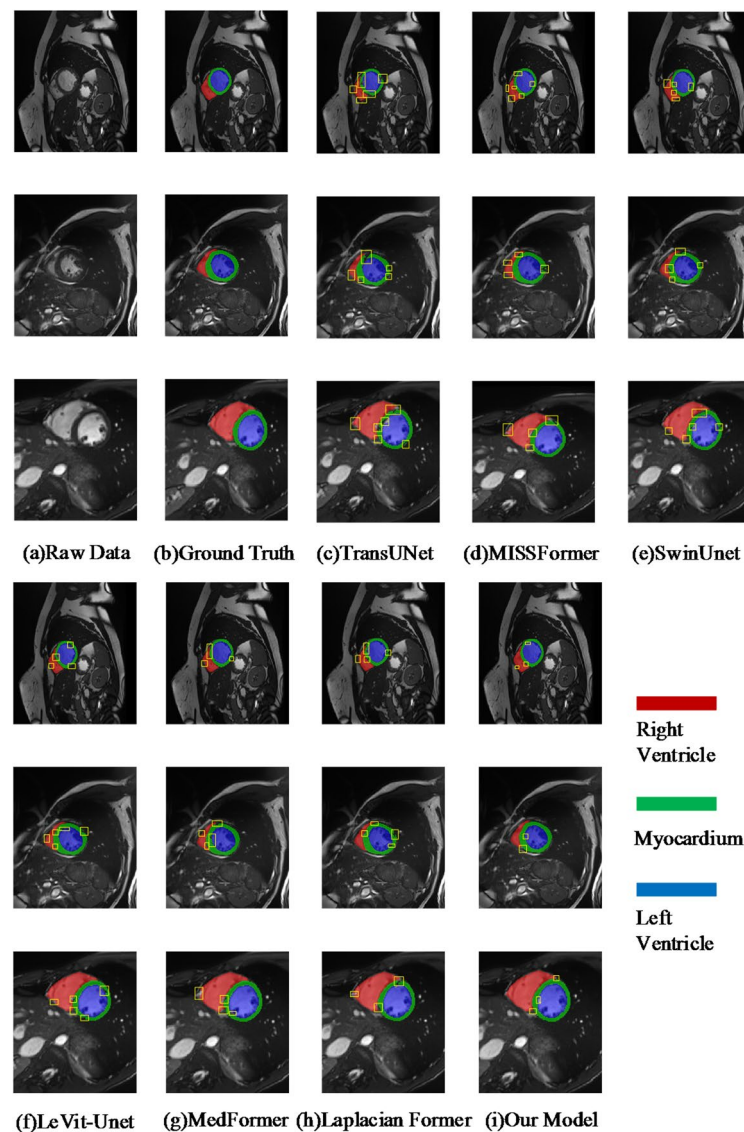 (a)Raw Data
(b)Ground Truth
(c)TransUNet
(d)MISSFormer
(e)SwinUnet
Right
Ventricle
Myocardium
Left
Ventricle
(f)LeVit-Unet
(g)MedFormer
(h)Laplacian Former
(i)Our Model